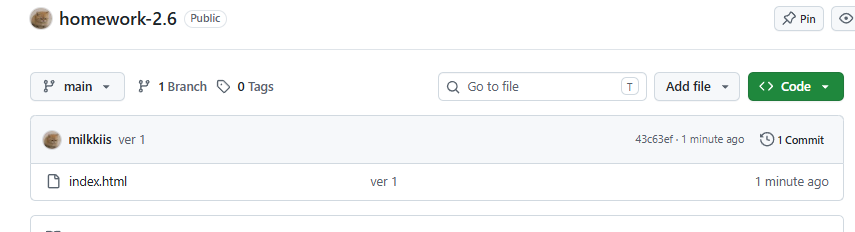 homework-2.6 Public Pin
main 1 Branch 0 Tags Go to file T Add file Code
milkkiis ver 1 43c63ef · 1 minute ago 1 Commit
index.html ver 1 1 minute ago